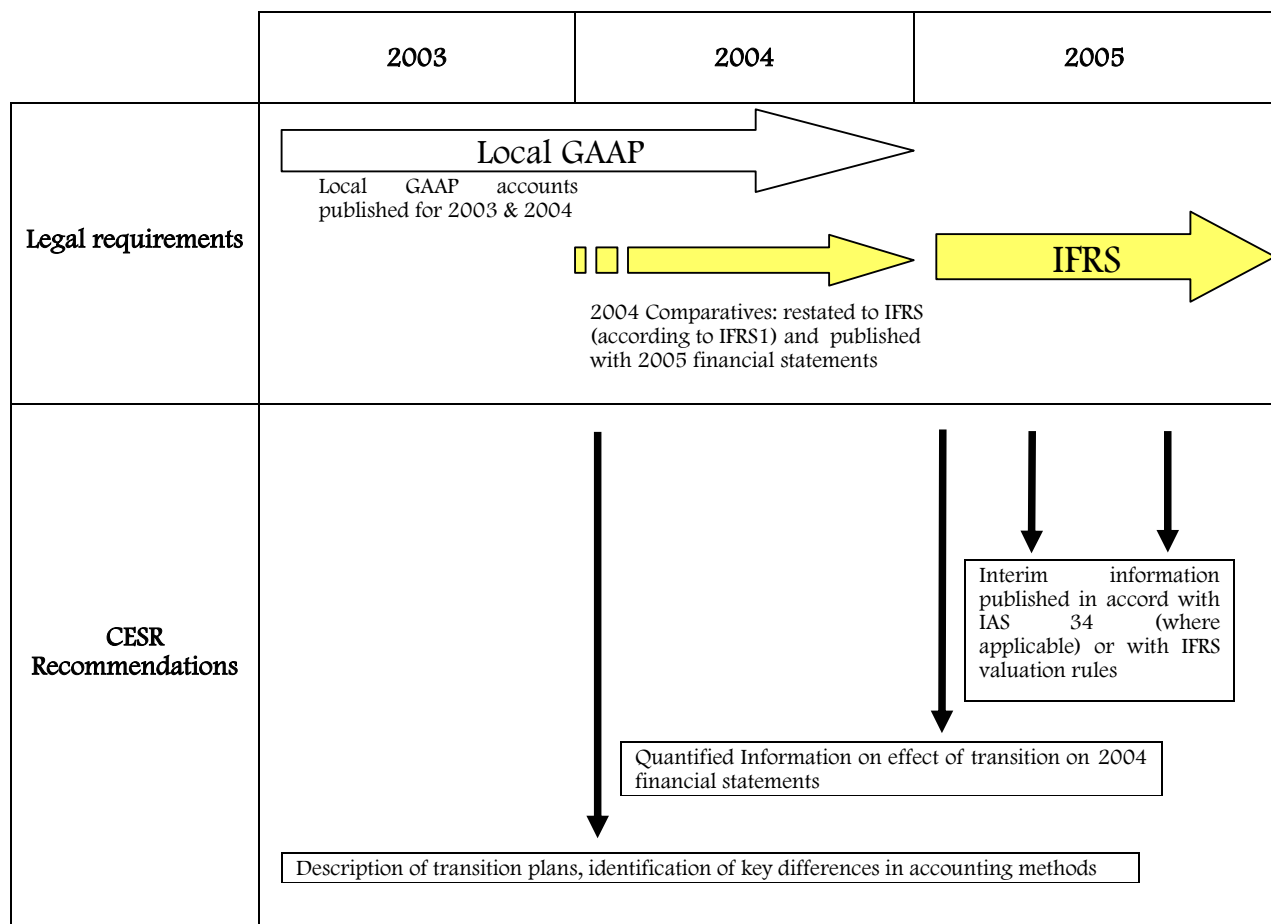 2003
2004
2005
Legal requirements
Local GAAP
Local GAAP accounts
published for 2003 & 2004
IFRS
2004 Comparatives: restated to IFRS
(according to IFRS1) and published
with 2005 financial statements
CESR
Recommendations
Interim information
published in accord with
IAS 34 (where
applicable) or with IFRS
valuation rules
Quantified Information on effect of transition on 2004
financial statements
Description of transition plans, identification of key differences in accounting methods